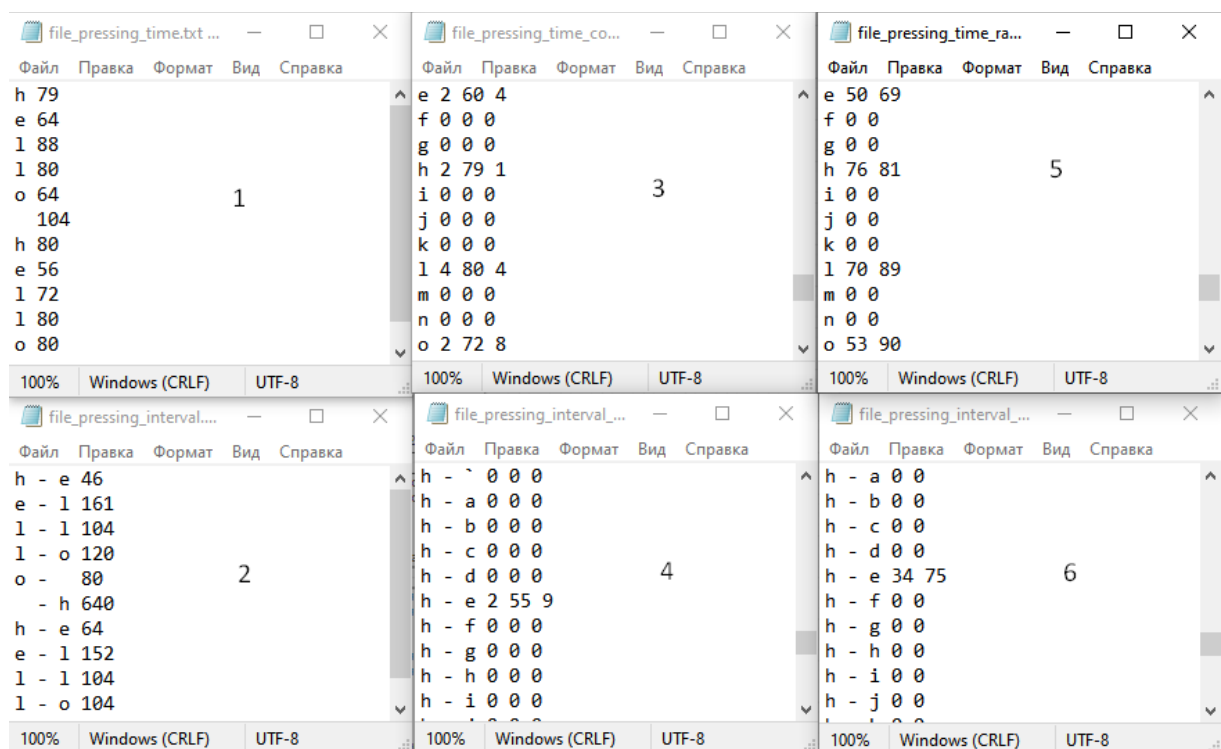 file_pressing_time.txt ...
Файл Правка Формат Вид Справка
h 79
e 64
l 88
l 80
o 64
104
h 80
e 56
l 72
l 80
o 80
1
100% Windows (CRLF) UTF-8
file_pressing_time_co...
Файл Правка Формат Вид Справка
e 2 60 4
f 0 0 0
g 0 0 0
h 2 79 1
i 0 0 0
j 0 0 0
k 0 0 0
l 4 80 4
m 0 0 0
n 0 0 0
o 2 72 8
3
100% Windows (CRLF) UTF-8
file_pressing_time_ra...
Файл Правка Формат Вид Справка
e 50 69
f 0 0
g 0 0
h 76 81
i 0 0
j 0 0
k 0 0
l 70 89
m 0 0
n 0 0
o 53 90
5
100% Windows (CRLF) UTF-8
file_pressing_interval....
Файл Правка Формат Вид Справка
h - e 46
e - l 161
l - l 104
l - o 120
o -   80
- h 640
h - e 64
e - l 152
l - l 104
l - o 104
2
100% Windows (CRLF) UTF-8
file_pressing_interval_...
Файл Правка Формат Вид Справка
h - ` 0 0 0
h - a 0 0 0
h - b 0 0 0
h - c 0 0 0
h - d 0 0 0
h - e 2 55 9
h - f 0 0 0
h - g 0 0 0
h - h 0 0 0
h - i 0 0 0
4
100% Windows (CRLF) UTF-8
file_pressing_interval_...
Файл Правка Формат Вид Справка
h - a 0 0
h - b 0 0
h - c 0 0
h - d 0 0
h - e 34 75
h - f 0 0
h - g 0 0
h - h 0 0
h - i 0 0
h - j 0 0
6
100% Windows (CRLF) UTF-8